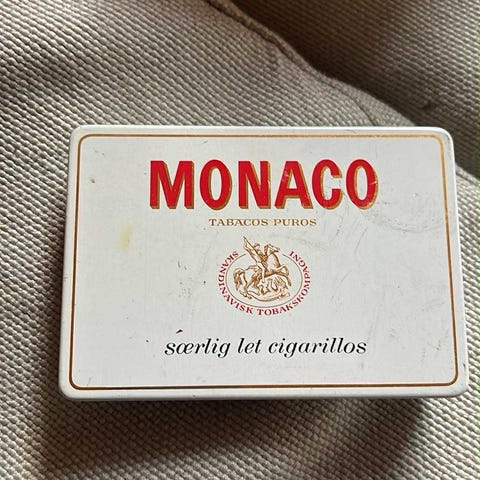 MONACO
TABACOS PUROS
SKANDINAVISK TOBAKSKOMPAGNI
særlig let cigarillos